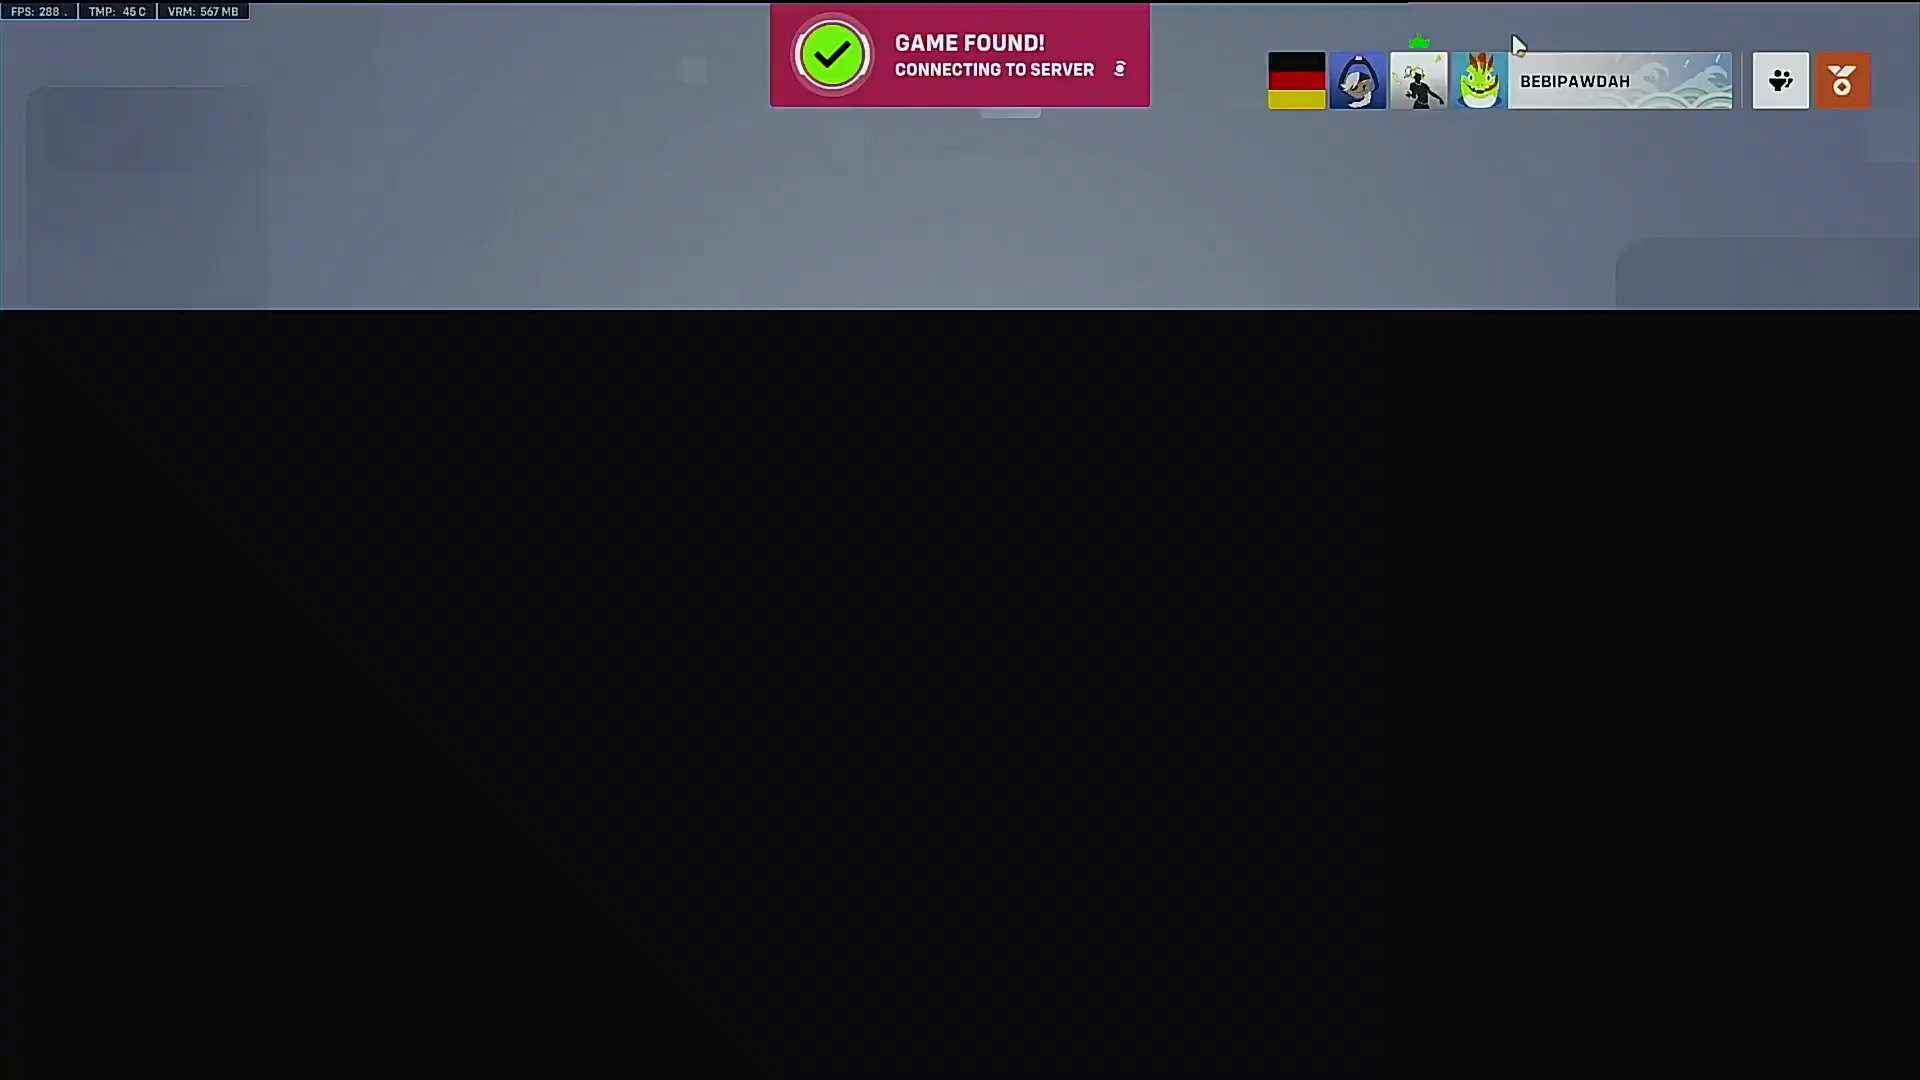 FPS: 288
TMP: 45 C
VRM: 567 MB
GAME FOUND!
CONNECTING TO SERVER
BEBIPAWDAH